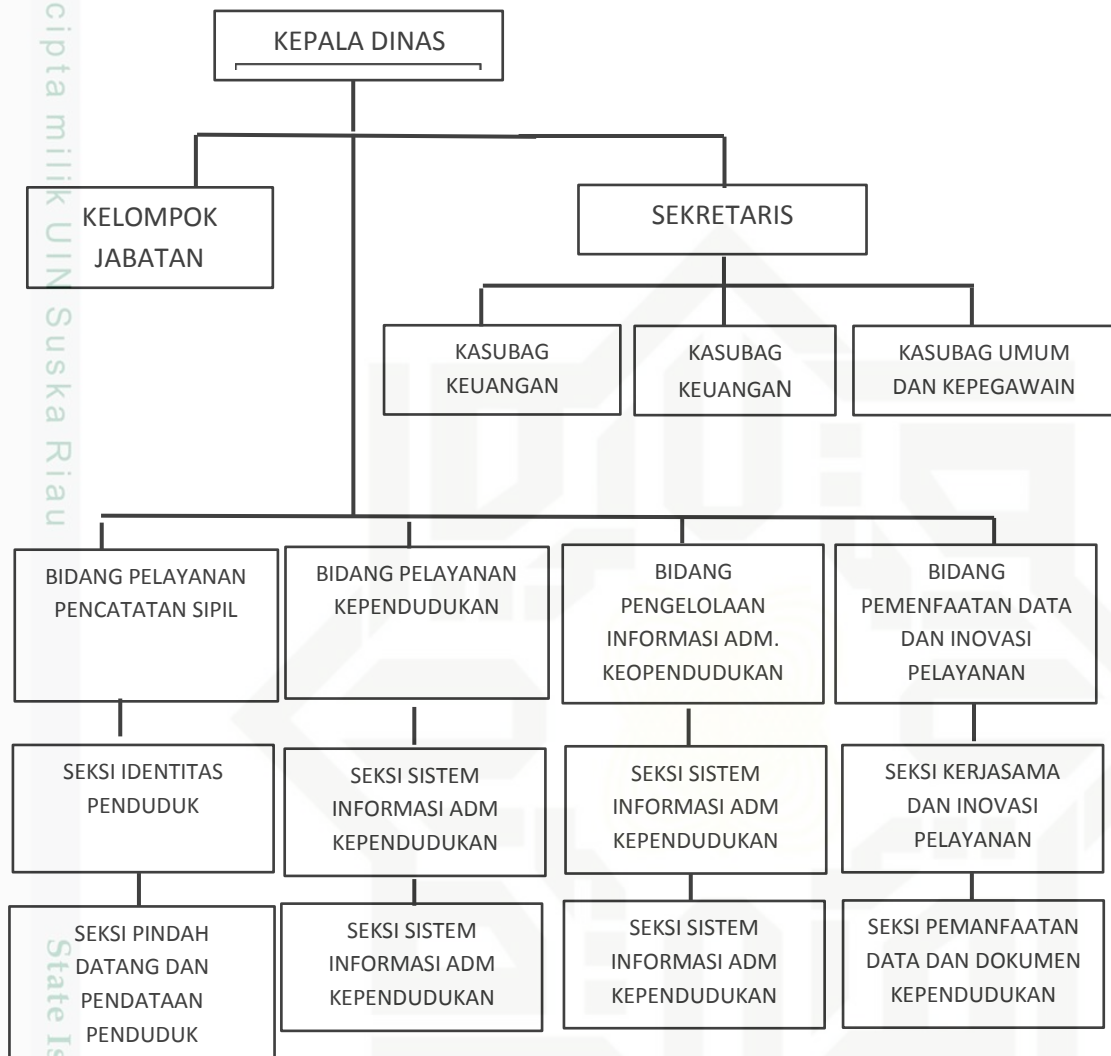 cipta milik UIN Suska Riau
State Is
KEPALA DINAS
KELOMPOK
JABATAN
SEKRETARIS
KASUBAG
KEUANGAN
KASUBAG
KEUANGAN
KASUBAG UMUM
DAN KEPEGAWAIN
BIDANG PELAYANAN
PENCATATAN SIPIL
BIDANG PELAYANAN
KEPENDUDUKAN
BIDANG
PENGELOLAAN
INFORMASI ADM.
KEOPENDUDUKAN
BIDANG
PEMENFAATAN DATA
DAN INOVASI
PELAYANAN
SEKSI IDENTITAS
PENDUDUK
SEKSI SISTEM
INFORMASI ADM
KEPENDUDUKAN
SEKSI SISTEM
INFORMASI ADM
KEPENDUDUKAN
SEKSI KERJASAMA
DAN INOVASI
PELAYANAN
SEKSI PINDAH
DATANG DAN
PENDATAAN
PENDUDUK
SEKSI SISTEM
INFORMASI ADM
KEPENDUDUKAN
SEKSI SISTEM
INFORMASI ADM
KEPENDUDUKAN
SEKSI PEMANFAATAN
DATA DAN DOKUMEN
KEPENDUDUKAN